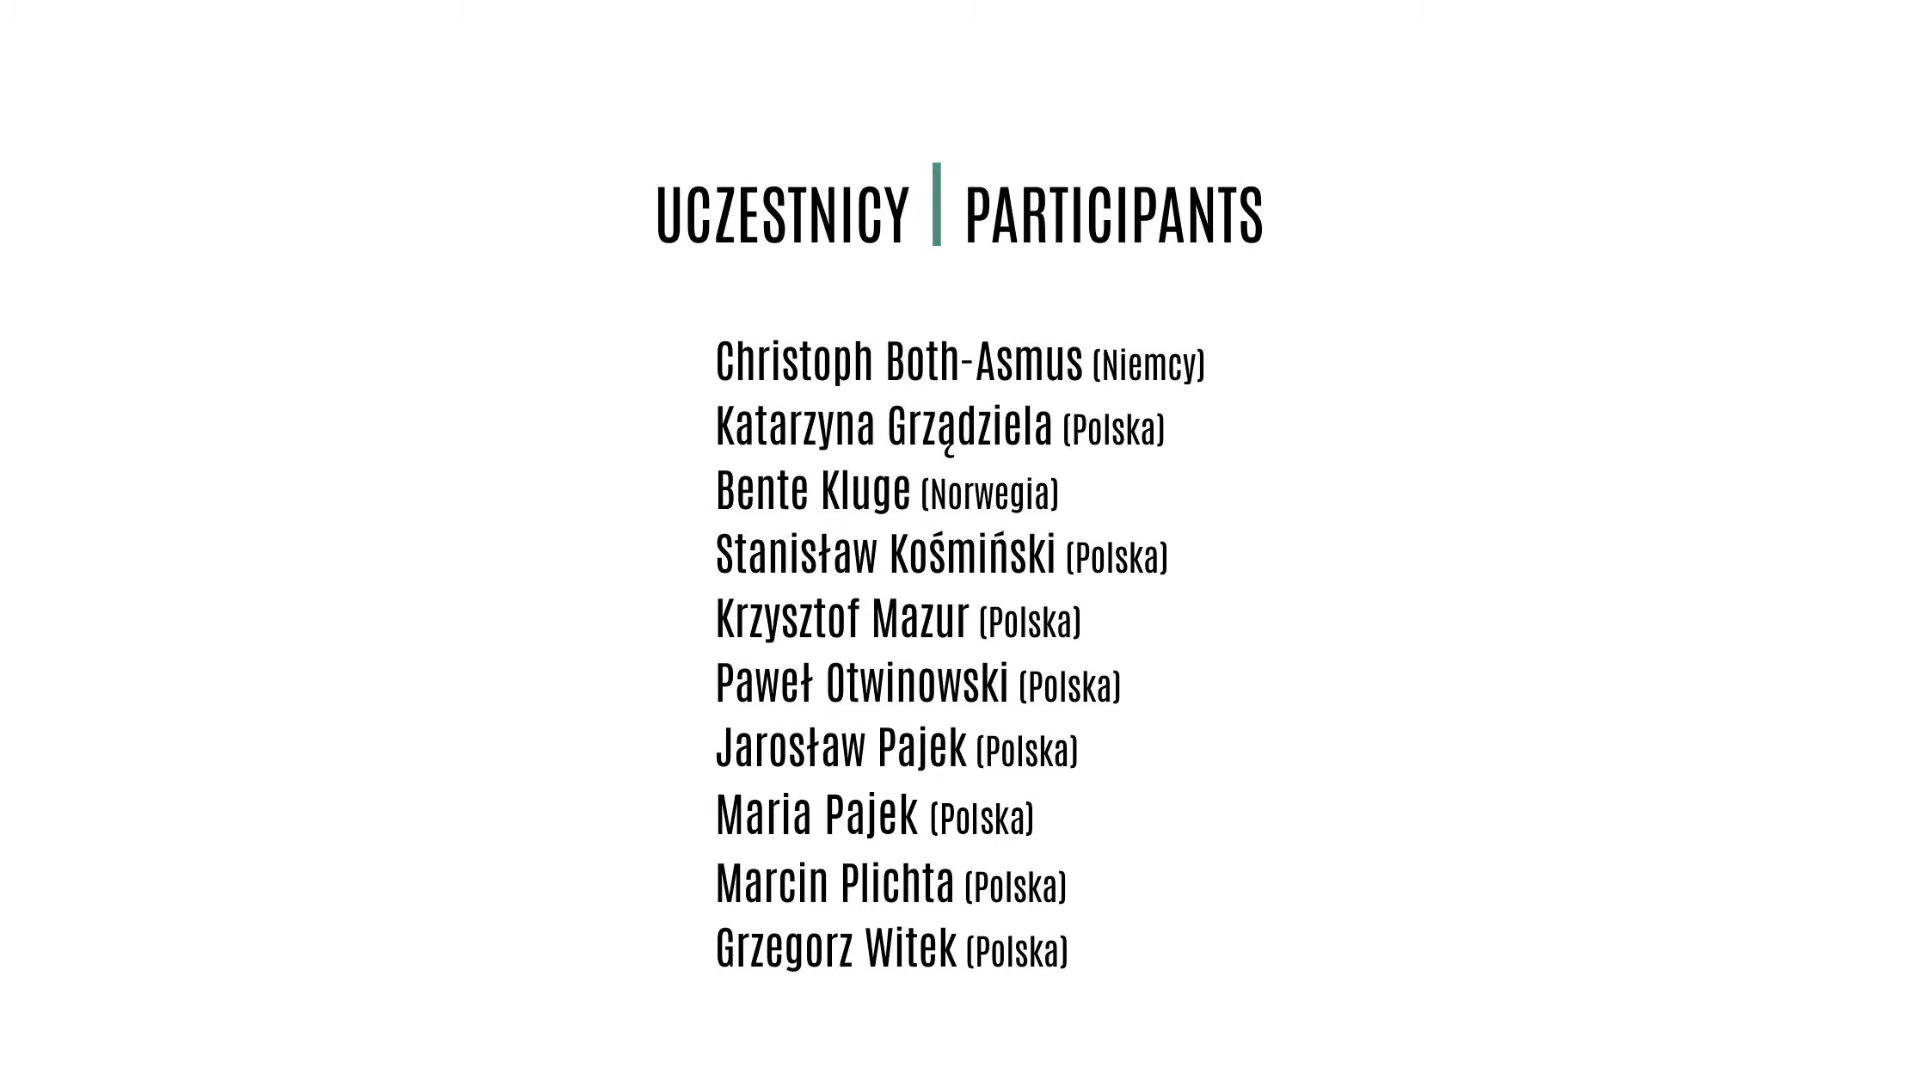 UCZESTNICY | PARTICIPANTS
Christoph Both-Asmus (Niemcy)
Katarzyna Grządziela (Polska)
Bente Kluge (Norwegia)
Stanisław Kośmiński (Polska)
Krzysztof Mazur (Polska)
Paweł Otwinowski (Polska)
Jarosław Pajek (Polska)
Maria Pajek (Polska)
Marcin Plichta (Polska)
Grzegorz Witek (Polska)